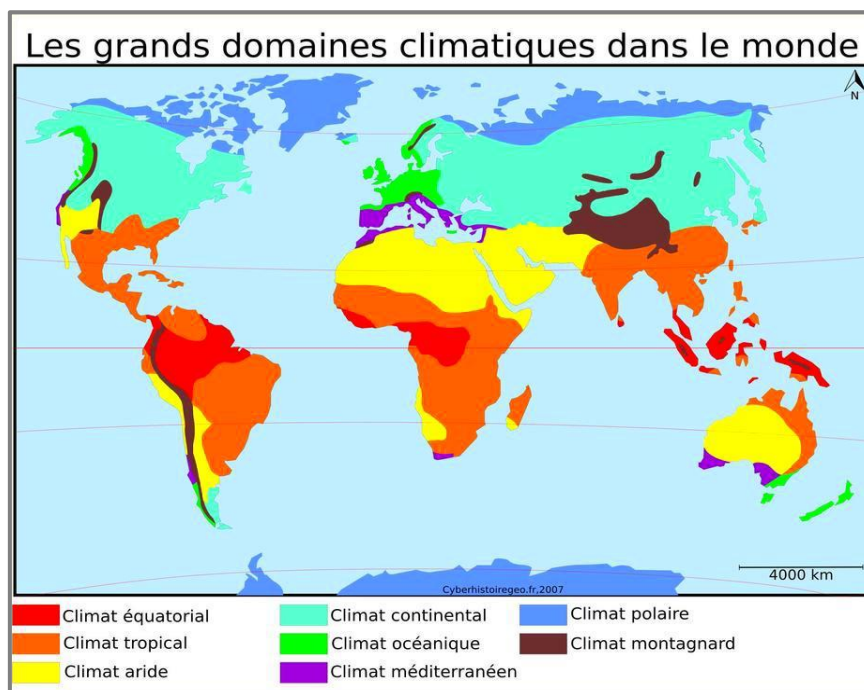 Les grands domaines climatiques dans le monde
N
4000 km
Cyberhistoiregeo.fr,2007
Climat équatorial
Climat continental
Climat polaire
Climat tropical
Climat océanique
Climat montagnard
Climat aride
Climat méditerranéen